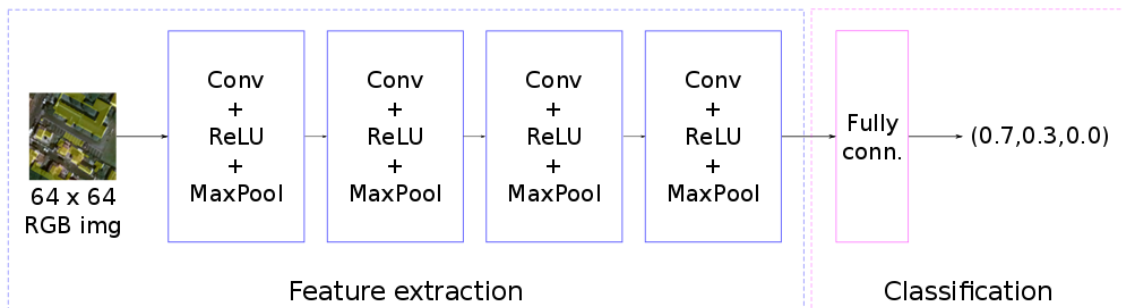 64 x 64
RGB img
Conv
+
ReLU
+
MaxPool
Conv
+
ReLU
+
MaxPool
Conv
+
ReLU
+
MaxPool
Conv
+
ReLU
+
MaxPool
Fully
conn.
(0.7,0.3,0.0)
Feature extraction
Classification